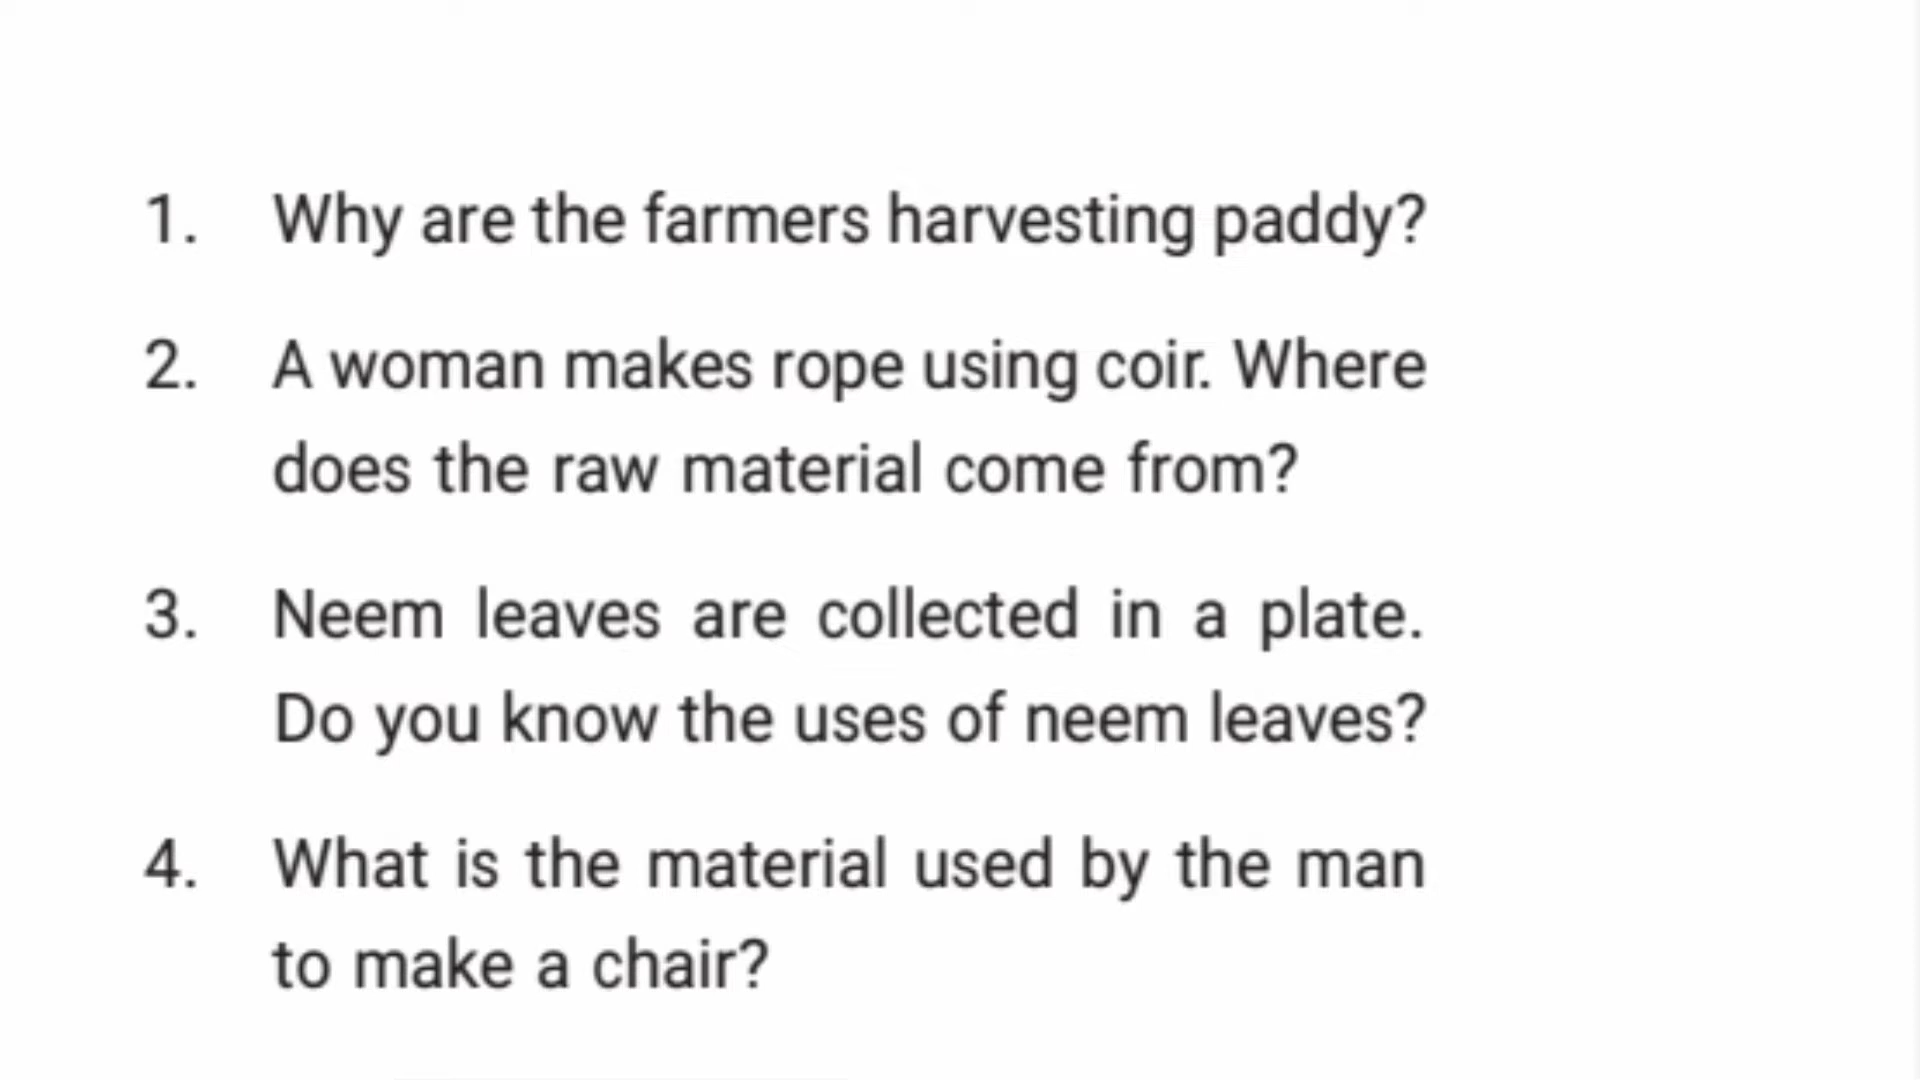 1. Why are the farmers harvesting paddy?
2. A woman makes rope using coir. Where
does the raw material come from?
3. Neem leaves are collected in a plate.
Do you know the uses of neem leaves?
4. What is the material used by the man
to make a chair?